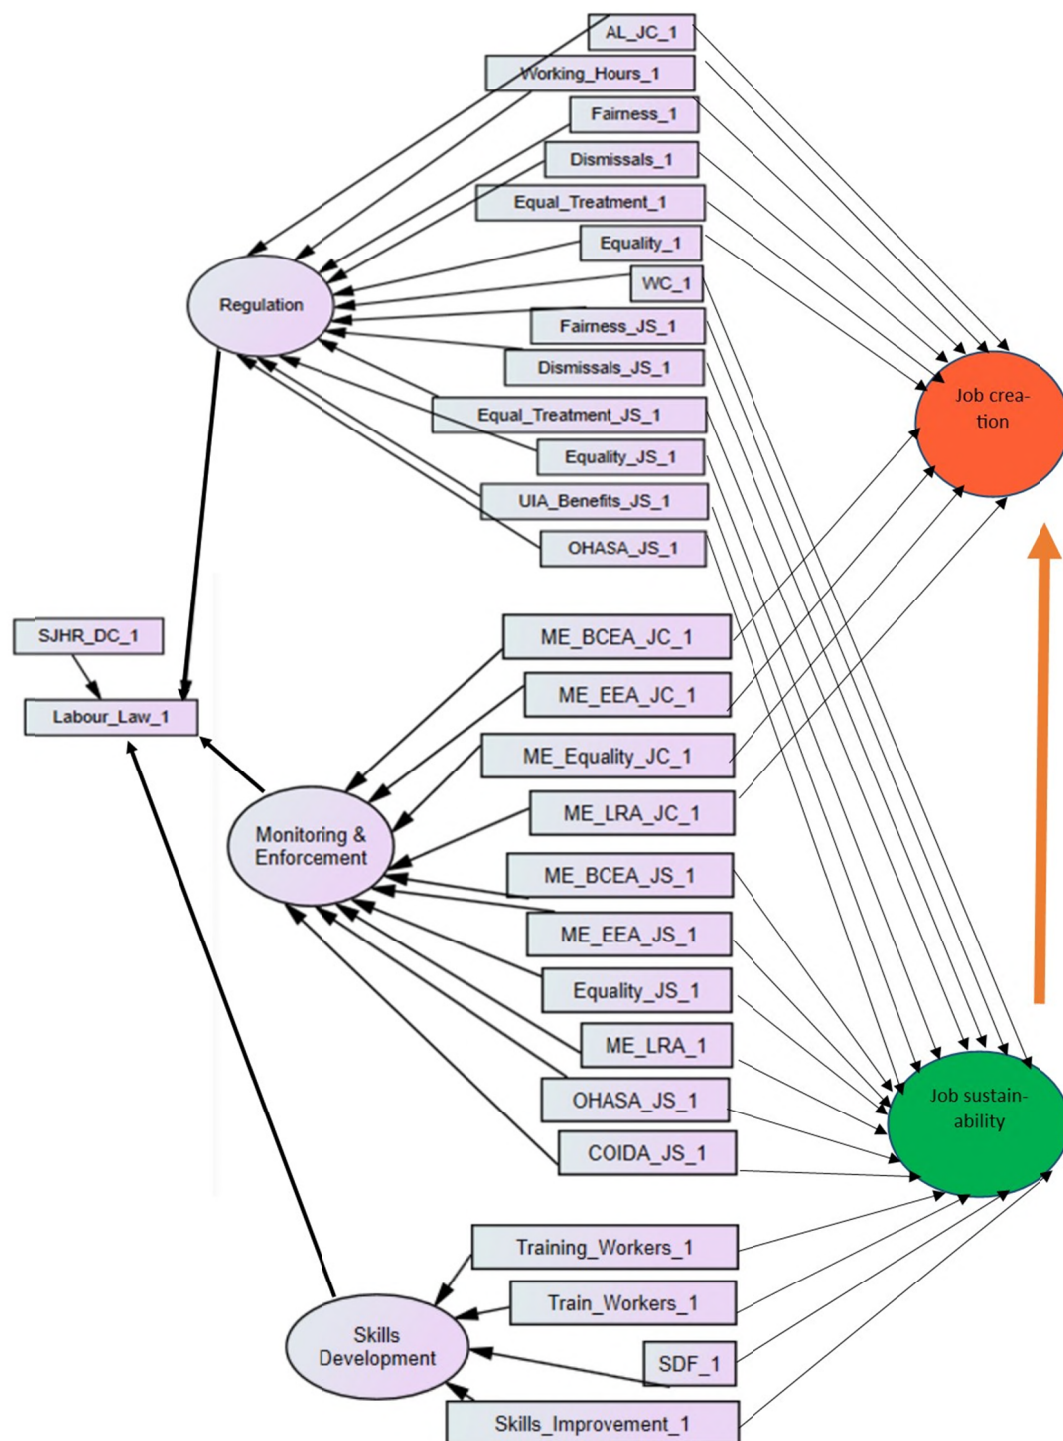 AL_JC_1
Working_Hours_1
Fairness_1
Dismissals_1
Equal_Treatment_1
Equality_1
WC_1
Fairness_JS_1
Dismissals_JS_1
Equal_Treatment_JS_1
Equality_JS_1
UIA_Benefits_JS_1
OHASA_JS_1
Regulation
Job crea-
tion
SJHR_DC_1
Labour_Law_1
ME_BCEA_JC_1
ME_EEA_JC_1
ME_Equality_JC_1
ME_LRA_JC_1
ME_BCEA_JS_1
ME_EEA_JS_1
Equality_JS_1
ME_LRA_1
OHASA_JS_1
COIDA_JS_1
Monitoring &
Enforcement
Job sustain-
ability
Training_Workers_1
Train_Workers_1
SDF_1
Skills_Improvement_1
Skills
Development